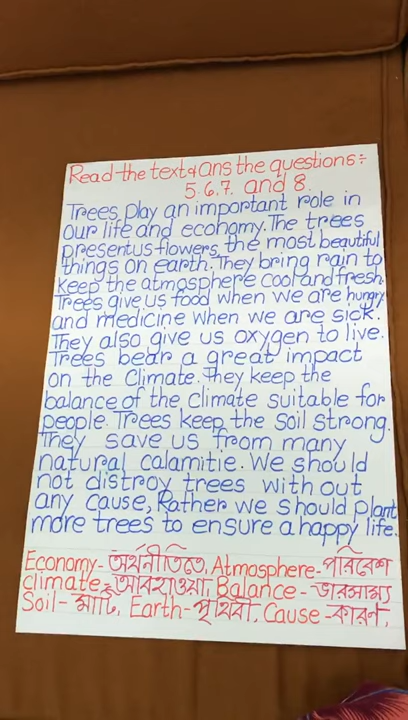 Read the text & ans the questions÷
5.6.7. and 8.
Trees play an important role in
our life and economy. The trees
present us flowers, the most beautiful
things on earth. They bring rain to
keep the atmosphere cool and fresh.
Trees give us food when we are hungry
and medicine when we are sick.
They also give us oxygen to live.
Trees bear a great impact
on the climate. They keep the
balance of the climate suitable for
people. Trees keep the soil strong.
They save us from many
natural calamitie. We should
not distroy trees with out
any cause, Rather we should plant
more trees to ensure a happy life.
Economy- অর্থনীতিতে, Atmosphere- পরিবেশ
climate- আবহাওয়া, Balance- ভারসাম্য
Soil- মাটি, Earth- পৃথিবী, Cause- কারণ,